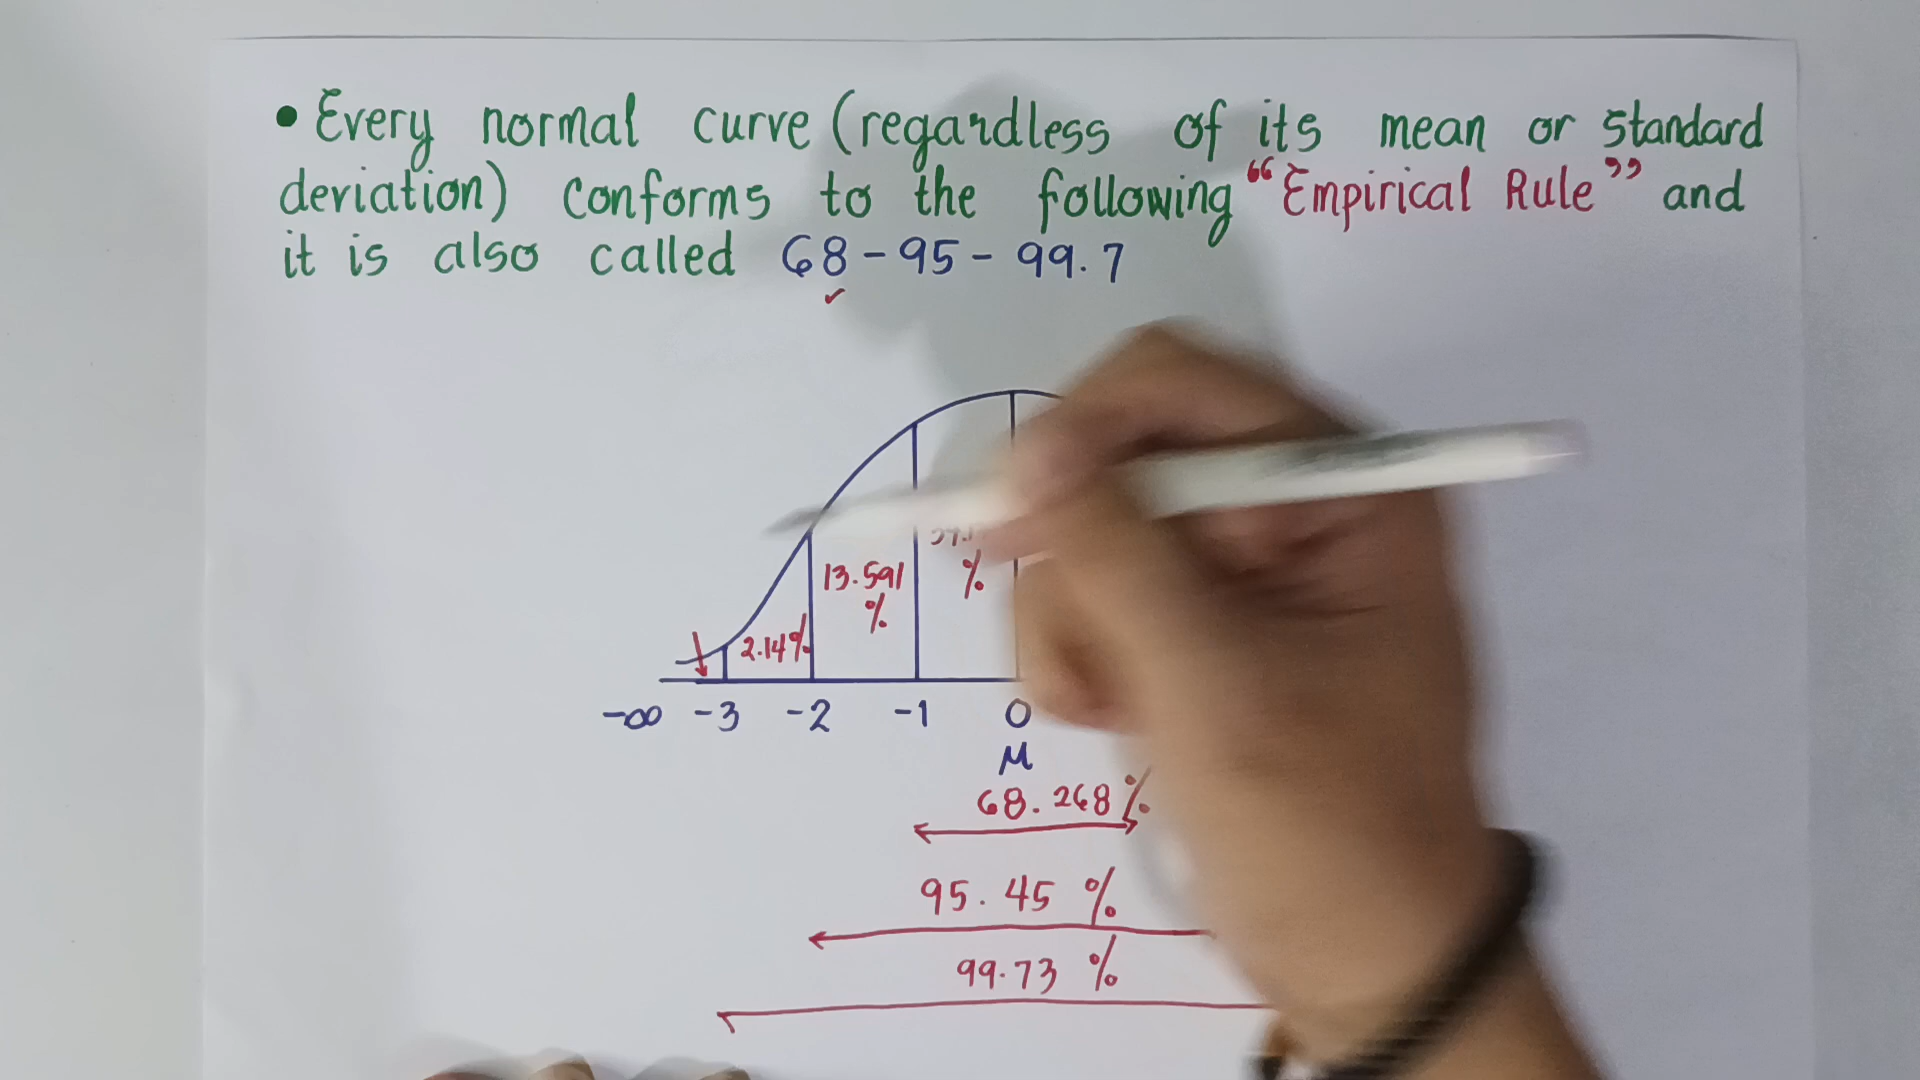 • Every normal curve (regardless of its mean or standard
deviation) conforms to the following “Empirical Rule” and
it is also called 68-95-99.7
13.591
%
%
2.14%
-∞ -3 -2 -1 0
μ
68.268%
95.45 %
99.73 %